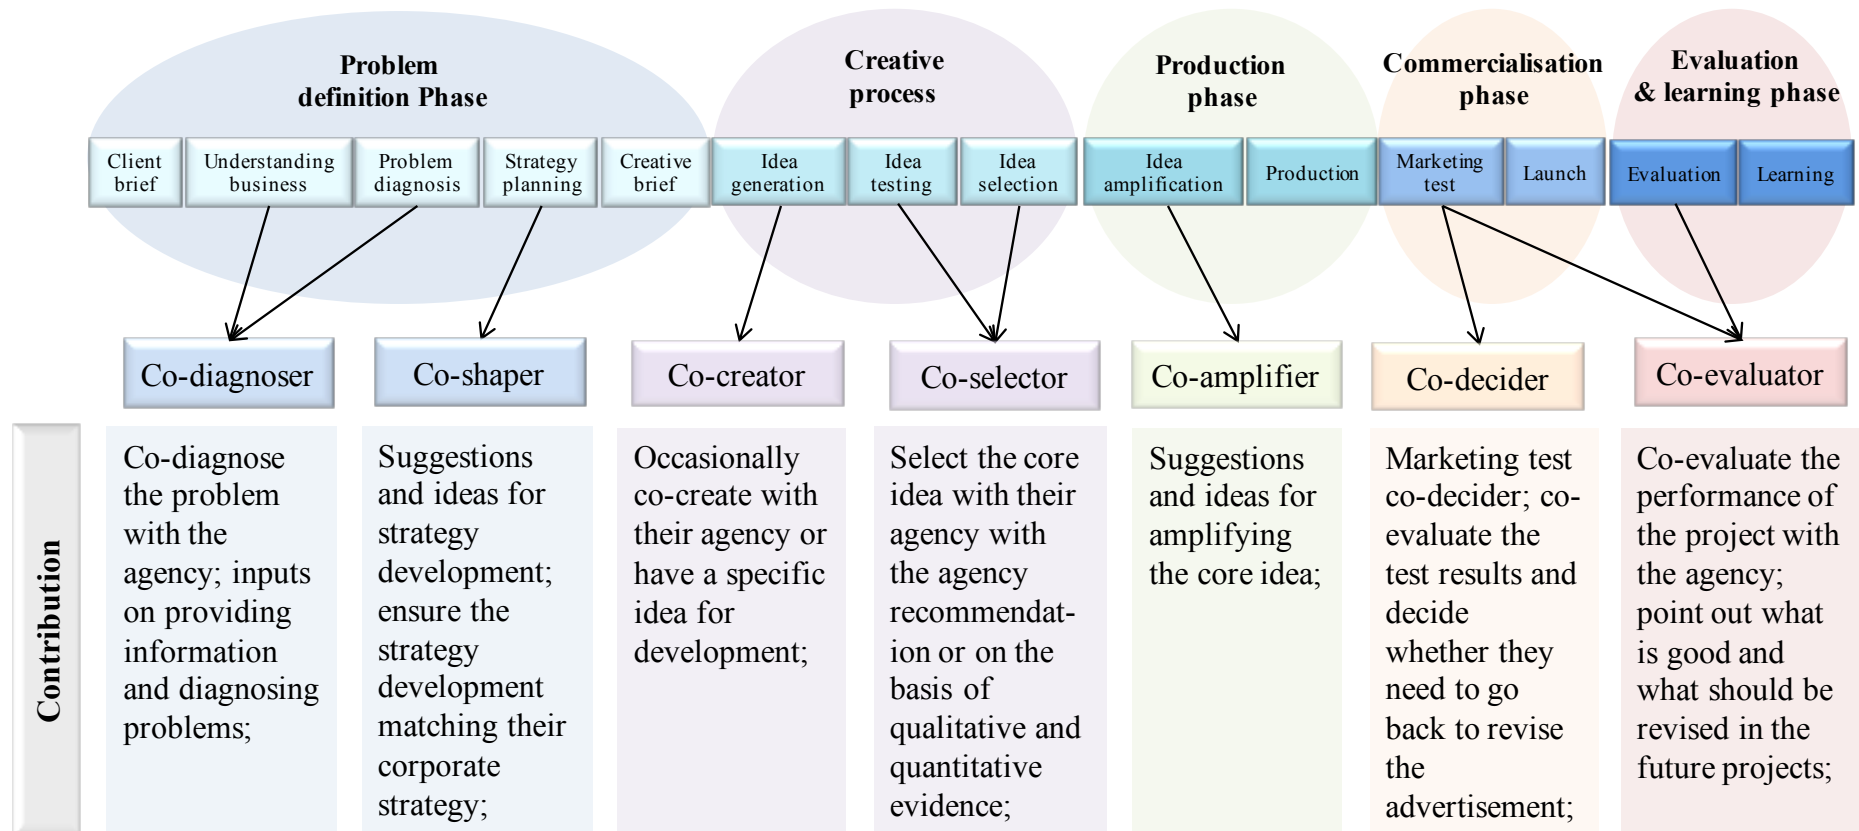 Problem
definition Phase
Creative
process
Production
phase
Commercialisation
phase
Evaluation
& learning phase
Client
brief
Understanding
business
Problem
diagnosis
Strategy
planning
Creative
brief
Idea
generation
Idea
testing
Idea
selection
Idea
amplification
Production
Marketing
test
Launch
Evaluation
Learning
Co-diagnoser
Co-shaper
Co-creator
Co-selector
Co-amplifier
Co-decider
Co-evaluator
Contribution
Co-diagnose
the problem
with the
agency; inputs
on providing
information
and diagnosing
problems;
Suggestions
and ideas for
strategy
development;
ensure the
strategy
development
matching their
corporate
strategy;
Occasionally
co-create with
their agency or
have a specific
idea for
development;
Select the core
idea with their
agency with
the agency
recommendat-
ion or on the
basis of
qualitative and
quantitative
evidence;
Suggestions
and ideas for
amplifying
the core idea;
Marketing test
co-decider; co-
evaluate the
test results and
decide
whether they
need to go
back to revise
the
advertisement;
Co-evaluate the
performance of
the project with
the agency;
point out what
is good and
what should be
revised in the
future projects;